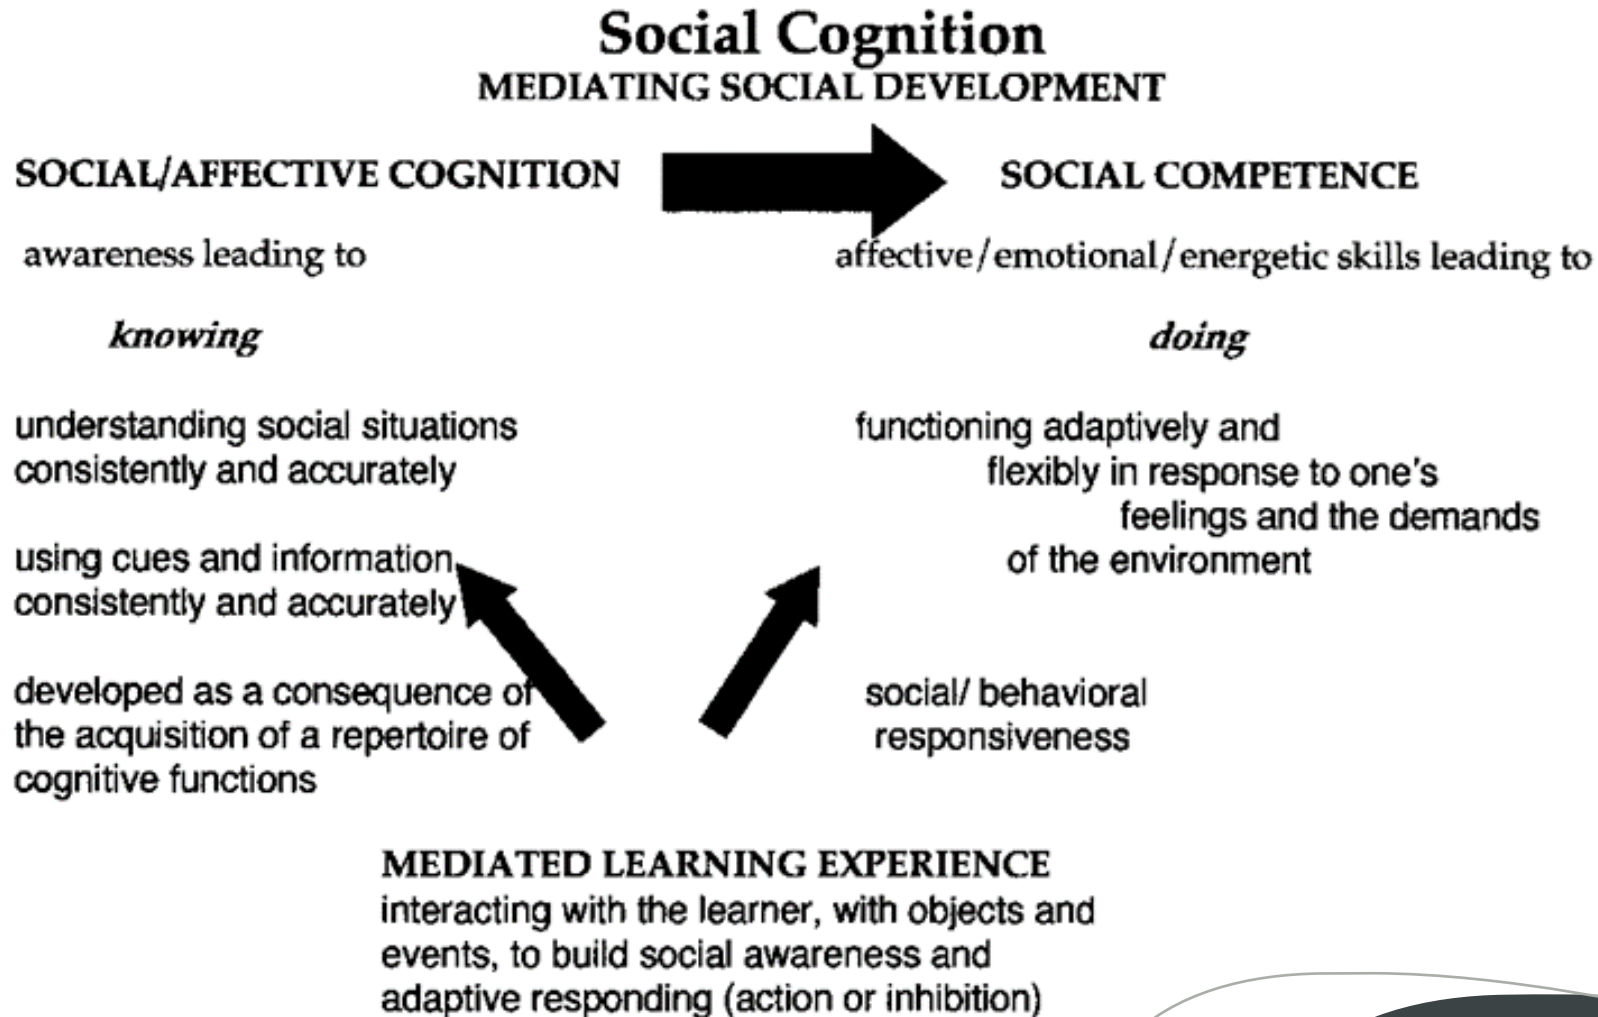 Social Cognition
MEDIATING SOCIAL DEVELOPMENT
SOCIAL/AFFECTIVE COGNITION
SOCIAL COMPETENCE
awareness leading to
affective/emotional/energetic skills leading to
knowing
doing
understanding social situations
consistently and accurately
using cues and information
consistently and accurately
developed as a consequence of
the acquisition of a repertoire of
cognitive functions
functioning adaptively and
flexibly in response to one's
feelings and the demands
of the environment
social/ behavioral
responsiveness
MEDIATED LEARNING EXPERIENCE
interacting with the learner, with objects and
events, to build social awareness and
adaptive responding (action or inhibition)